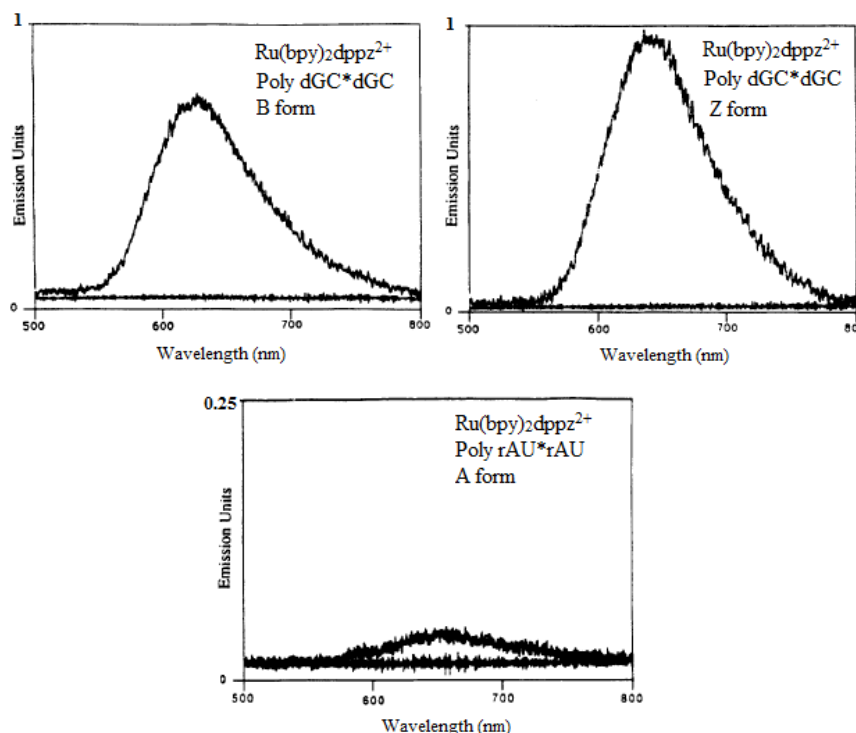 1
Ru(bpy)₂dppz²⁺
Poly dGC*dGC
B form
Emission Units
0
500 600 700 800
Wavelength (nm)
1
Ru(bpy)₂dppz²⁺
Poly dGC*dGC
Z form
Emission Units
0
500 600 700 800
Wavelength (nm)
0.25
Ru(bpy)₂dppz²⁺
Poly rAU*rAU
A form
Emission Units
0
500 600 700 800
Wavelength (nm)